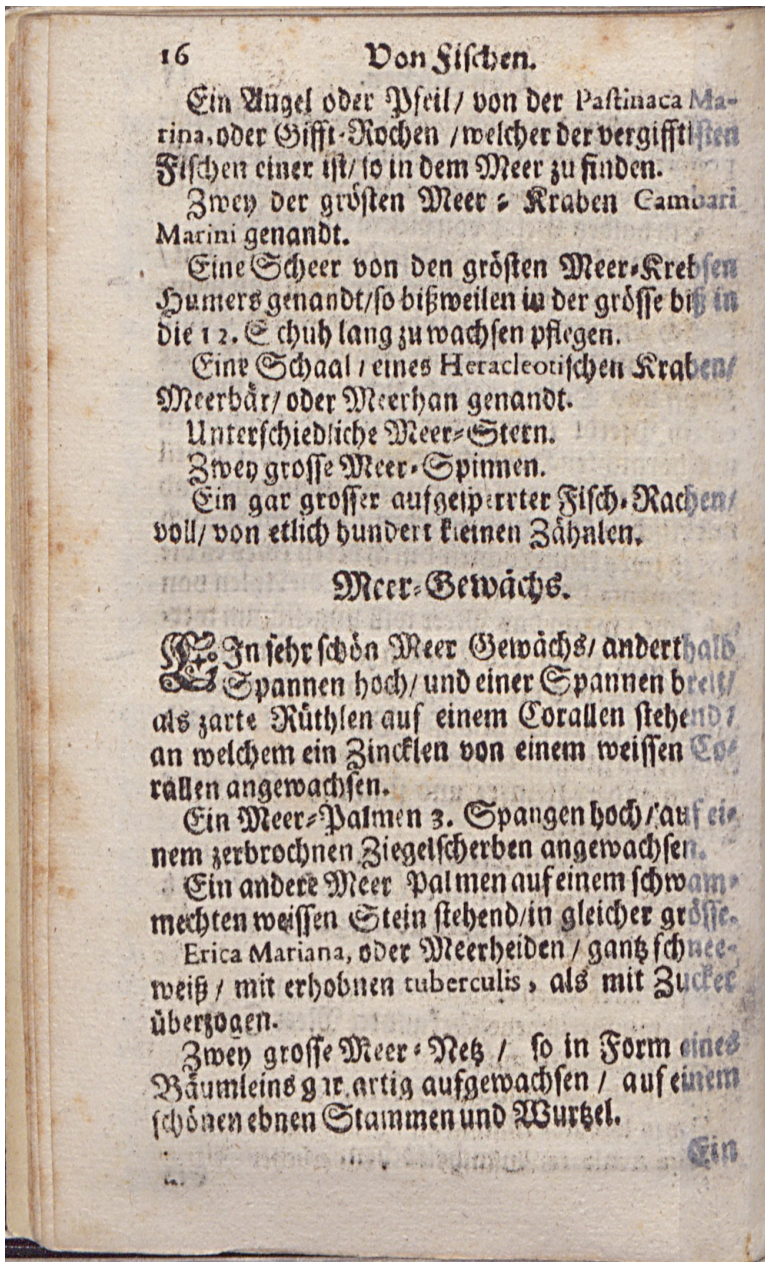 16 Von Fischen.
Ein Angel oder Pfeil/ von der Pastinaca Ma-
rina, oder Gifft-Rochen / welcher der vergifftisten
Fischen einer ist/ so in dem Meer zu finden.
Zwey der grösten Meer-Kraben Cambari
Marini genandt.
Eine Scheer von den grösten Meer-Krebsen
Humers genandt/ so bißweilen in der grösse biß in
die 12. Schuh lang zu wachsen pflegen.
Eine Schaal / eines Heracleotischen Kraben/
Meerbär/ oder Meerhan genandt.
Unterschiedliche Meer-Stern.
Zwey grosse Meer-Spinnen.
Ein gar grosser aufgesperrter Fisch-Rachen/
voll/ von etlich hundert kleinen Zähnlen.
Meer-Gewächs.
EIn sehr schön Meer Gewächs/ anderthalb
Spannen hoch/ und einer Spannen breit/
als zarte Rüthlen auf einem Corallen stehend/
an welchem ein Zincklen von einem weissen Co-
rallen angewachsen.
Ein Meer-Palmen 3. Spangen hoch/ auf ei-
nem zerbrochnen Ziegelscherben angewachsen.
Ein andere Meer Palmen auf einem schwam-
mechten weissen Stein stehend/ in gleicher grösse.
Erica Mariana, oder Meerheiden / gantz schnee-
weiß / mit erhobnen tuberculis, als mit Zucker
überzogen.
Zwey grosse Meer-Netz / so in Form eines
Bäumleins gar artig aufgewachsen / auf einem
schönen ebnen Stammen und Wurtzel.
Ein